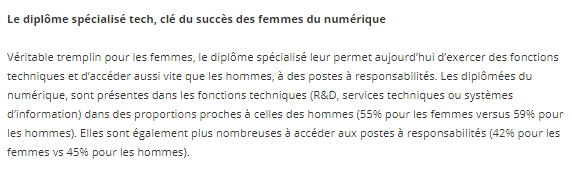 Le diplôme spécialisé tech, clé du succès des femmes du numérique
Véritable tremplin pour les femmes, le diplôme spécialisé leur permet aujourd’hui d’exercer des fonctions
techniques et d’accéder aussi vite que les hommes, à des postes à responsabilités. Les diplômées du
numérique, sont présentes dans les fonctions techniques (R&D, services techniques ou systèmes
d’information) dans des proportions proches à celles des hommes (55% pour les femmes versus 59% pour
les hommes). Elles sont également plus nombreuses à accéder aux postes à responsabilités (42% pour les
femmes vs 45% pour les hommes).